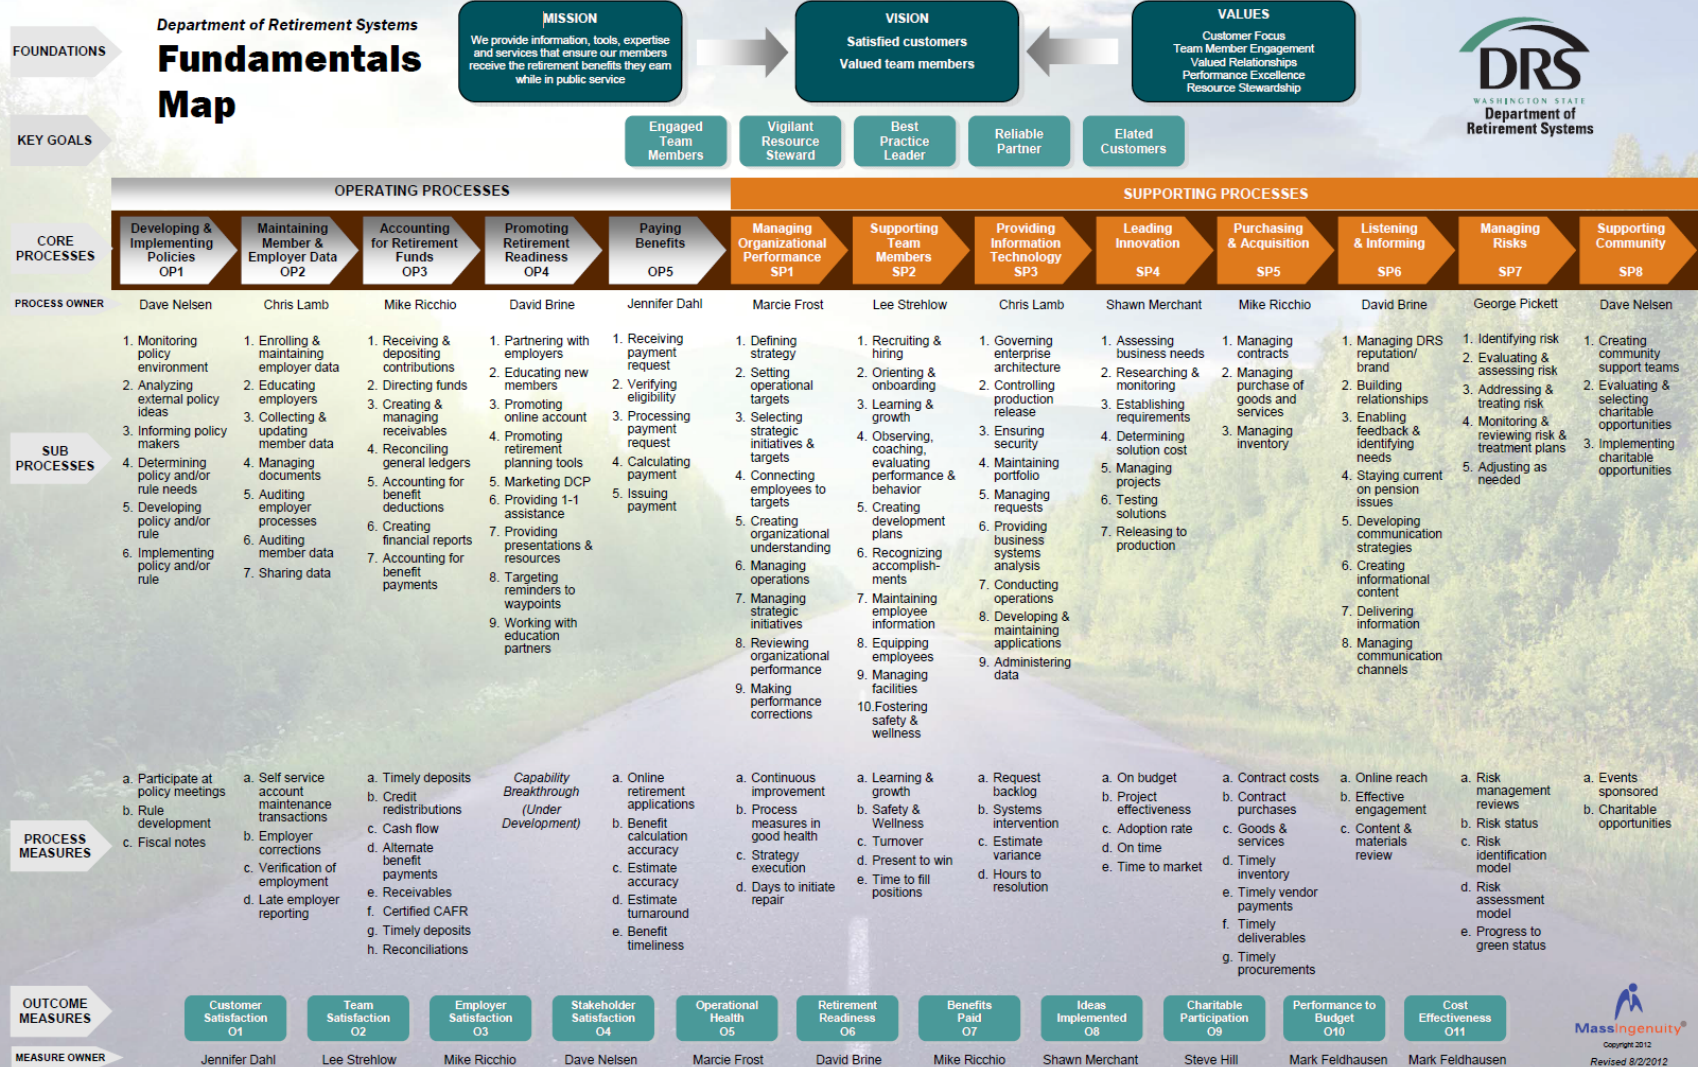 Department of Retirement Systems
Fundamentals
Map
FOUNDATIONS
MISSION
We provide information, tools, expertise
and services that ensure our members
receive the retirement benefits they earn
while in public service
VISION
Satisfied customers
Valued team members
VALUES
Customer Focus
Team Member Engagement
Valued Relationships
Performance Excellence
Resource Stewardship
DRS
WASHINGTON STATE
Department of
Retirement Systems
KEY GOALS
Engaged
Team
Members
Vigilant
Resource
Steward
Best
Practice
Leader
Reliable
Partner
Elated
Customers
OPERATING PROCESSES
SUPPORTING PROCESSES
CORE
PROCESSES
Developing &
Implementing
Policies
OP1
Maintaining
Member &
Employer Data
OP2
Accounting
for Retirement
Funds
OP3
Promoting
Retirement
Readiness
OP4
Paying
Benefits
OP5
Managing
Organizational
Performance
SP1
Supporting
Team
Members
SP2
Providing
Information
Technology
SP3
Leading
Innovation
SP4
Purchasing
& Acquisition
SP5
Listening
& Informing
SP6
Managing
Risks
SP7
Supporting
Community
SP8
PROCESS OWNER
Dave Nelsen
Chris Lamb
Mike Ricchio
David Brine
Jennifer Dahl
Marcie Frost
Lee Strehlow
Chris Lamb
Shawn Merchant
Mike Ricchio
David Brine
George Pickett
Dave Nelsen
SUB
PROCESSES
1. Monitoring
policy
environment
2. Analyzing
external policy
ideas
3. Informing policy
makers
4. Determining
policy and/or
rule needs
5. Developing
policy and/or
rule
6. Implementing
policy and/or
rule
1. Enrolling &
maintaining
employer data
2. Educating
employers
3. Collecting &
updating
member data
4. Managing
documents
5. Auditing
employer
processes
6. Auditing
member data
7. Sharing data
1. Receiving &
depositing
contributions
2. Directing funds
3. Creating &
managing
receivables
4. Reconciling
general ledgers
5. Accounting for
benefit
deductions
6. Creating
financial reports
7. Accounting for
benefit
payments
1. Partnering with
employers
2. Educating new
members
3. Promoting
online account
4. Promoting
retirement
planning tools
5. Marketing DCP
6. Providing 1-1
assistance
7. Providing
presentations &
resources
8. Targeting
reminders to
waypoints
9. Working with
education
partners
1. Receiving
payment
request
2. Verifying
eligibility
3. Processing
payment
request
4. Calculating
payment
5. Issuing
payment
1. Defining
strategy
2. Setting
operational
targets
3. Selecting
strategic
initiatives &
targets
4. Connecting
employees to
targets
5. Creating
organizational
understanding
6. Managing
operations
7. Managing
strategic
initiatives
8. Reviewing
organizational
performance
9. Making
performance
corrections
1. Recruiting &
hiring
2. Orienting &
onboarding
3. Learning &
growth
4. Observing,
coaching,
evaluating
performance &
behavior
5. Creating
development
plans
6. Recognizing
accomplish-
ments
7. Maintaining
employee
information
8. Equipping
employees
9. Managing
facilities
10.Fostering
safety &
wellness
1. Governing
enterprise
architecture
2. Controlling
production
release
3. Ensuring
security
4. Maintaining
portfolio
5. Managing
requests
6. Providing
business
systems
analysis
7. Conducting
operations
8. Developing &
maintaining
applications
9. Administering
data
1. Assessing
business needs
2. Researching &
monitoring
3. Establishing
requirements
4. Determining
solution cost
5. Managing
projects
6. Testing
solutions
7. Releasing to
production
1. Managing
contracts
2. Managing
purchase of
goods and
services
3. Managing
inventory
1. Managing DRS
reputation/
brand
2. Building
relationships
3. Enabling
feedback &
identifying
needs
4. Staying current
on pension
issues
5. Developing
communication
strategies
6. Creating
informational
content
7. Delivering
information
8. Managing
communication
channels
1. Identifying risk
2. Evaluating &
assessing risk
3. Addressing &
treating risk
4. Monitoring &
reviewing risk &
treatment plans
5. Adjusting as
needed
1. Creating
community
support teams
2. Evaluating &
selecting
charitable
opportunities
3. Implementing
charitable
opportunities
PROCESS
MEASURES
a. Participate at
policy meetings
b. Rule
development
c. Fiscal notes
a. Self service
account
maintenance
transactions
b. Employer
corrections
c. Verification of
employment
d. Late employer
reporting
a. Timely deposits
b. Credit
redistributions
c. Cash flow
d. Alternate
benefit
payments
e. Receivables
f. Certified CAFR
g. Timely deposits
h. Reconciliations
Capability
Breakthrough
(Under
Development)
a. Online
retirement
applications
b. Benefit
calculation
accuracy
c. Estimate
accuracy
d. Estimate
turnaround
e. Benefit
timeliness
a. Continuous
improvement
b. Process
measures in
good health
c. Strategy
execution
d. Days to initiate
repair
a. Learning &
growth
b. Safety &
Wellness
c. Turnover
d. Present to win
e. Time to fill
positions
a. Request
backlog
b. Systems
intervention
c. Estimate
variance
d. Hours to
resolution
a. On budget
b. Project
effectiveness
c. Adoption rate
d. On time
e. Time to market
a. Contract costs
b. Contract
purchases
c. Goods &
services
d. Timely
inventory
e. Timely vendor
payments
f. Timely
deliverables
g. Timely
procurements
a. Online reach
b. Effective
engagement
c. Content &
materials
review
a. Risk
management
reviews
b. Risk status
c. Risk
identification
model
d. Risk
assessment
model
e. Progress to
green status
a. Events
sponsored
b. Charitable
opportunities
OUTCOME
MEASURES
Customer
Satisfaction
O1
Team
Satisfaction
O2
Employer
Satisfaction
O3
Stakeholder
Satisfaction
O4
Operational
Health
O5
Retirement
Readiness
O6
Benefits
Paid
O7
Ideas
Implemented
O8
Charitable
Participation
O9
Performance to
Budget
O10
Cost
Effectiveness
O11
MEASURE OWNER
Jennifer Dahl
Lee Strehlow
Mike Ricchio
Dave Nelsen
Marcie Frost
David Brine
Mike Ricchio
Shawn Merchant
Steve Hill
Mark Feldhausen
Mark Feldhausen
MassIngenuity®
Copyright 2012
Revised 8/2/2012